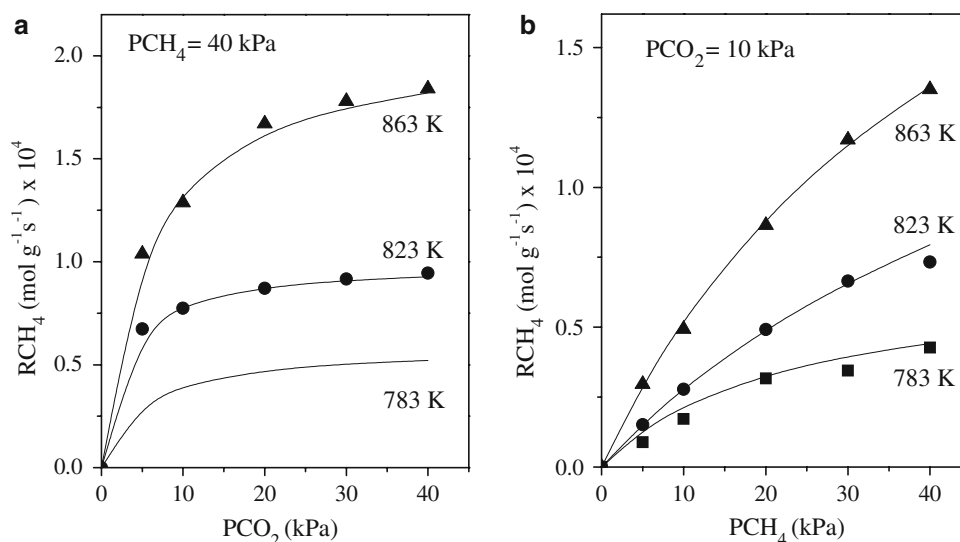 a
PCH₄= 40 kPa
2.0
1.5
1.0
0.5
0.0
RCH₄ (mol g⁻¹s⁻¹) x 10⁴
863 K
823 K
783 K
0 10 20 30 40
PCO₂ (kPa)
b
PCO₂= 10 kPa
1.5
1.0
0.5
0.0
RCH₄ (mol g⁻¹s⁻¹) x 10⁴
863 K
823 K
783 K
0 10 20 30 40
PCH₄ (kPa)